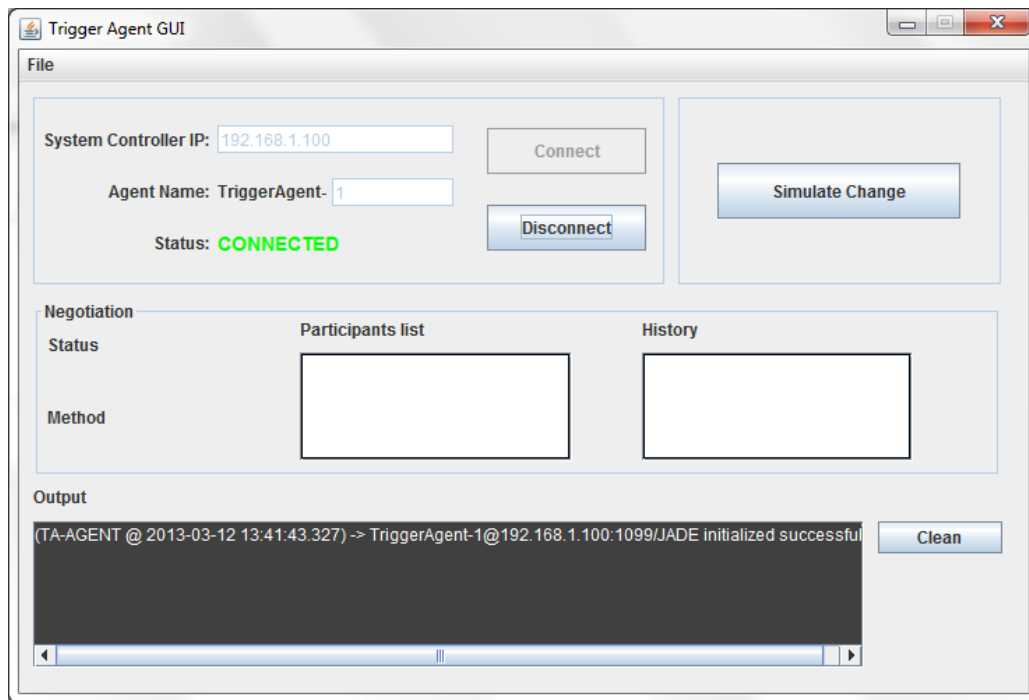 Trigger Agent GUI
File
System Controller IP: 192.168.1.100
Connect
Agent Name: TriggerAgent- 1
Disconnect
Status: CONNECTED
Simulate Change
Negotiation
Status
Participants list
History
Method
Output
(TA-AGENT @ 2013-03-12 13:41:43.327) -> TriggerAgent-1@192.168.1.100:1099/JADE initialized successful
Clean